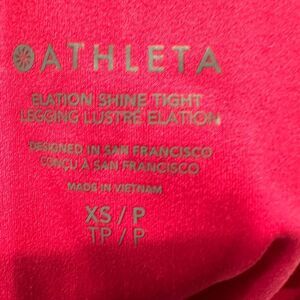 ATHLETA
ELATION SHINE TIGHT
LEGGING LUSTRE ELATION
DESIGNED IN SAN FRANCISCO
CONÇU À SAN FRANCISCO
MADE IN VIETNAM
XS / P
TP / P